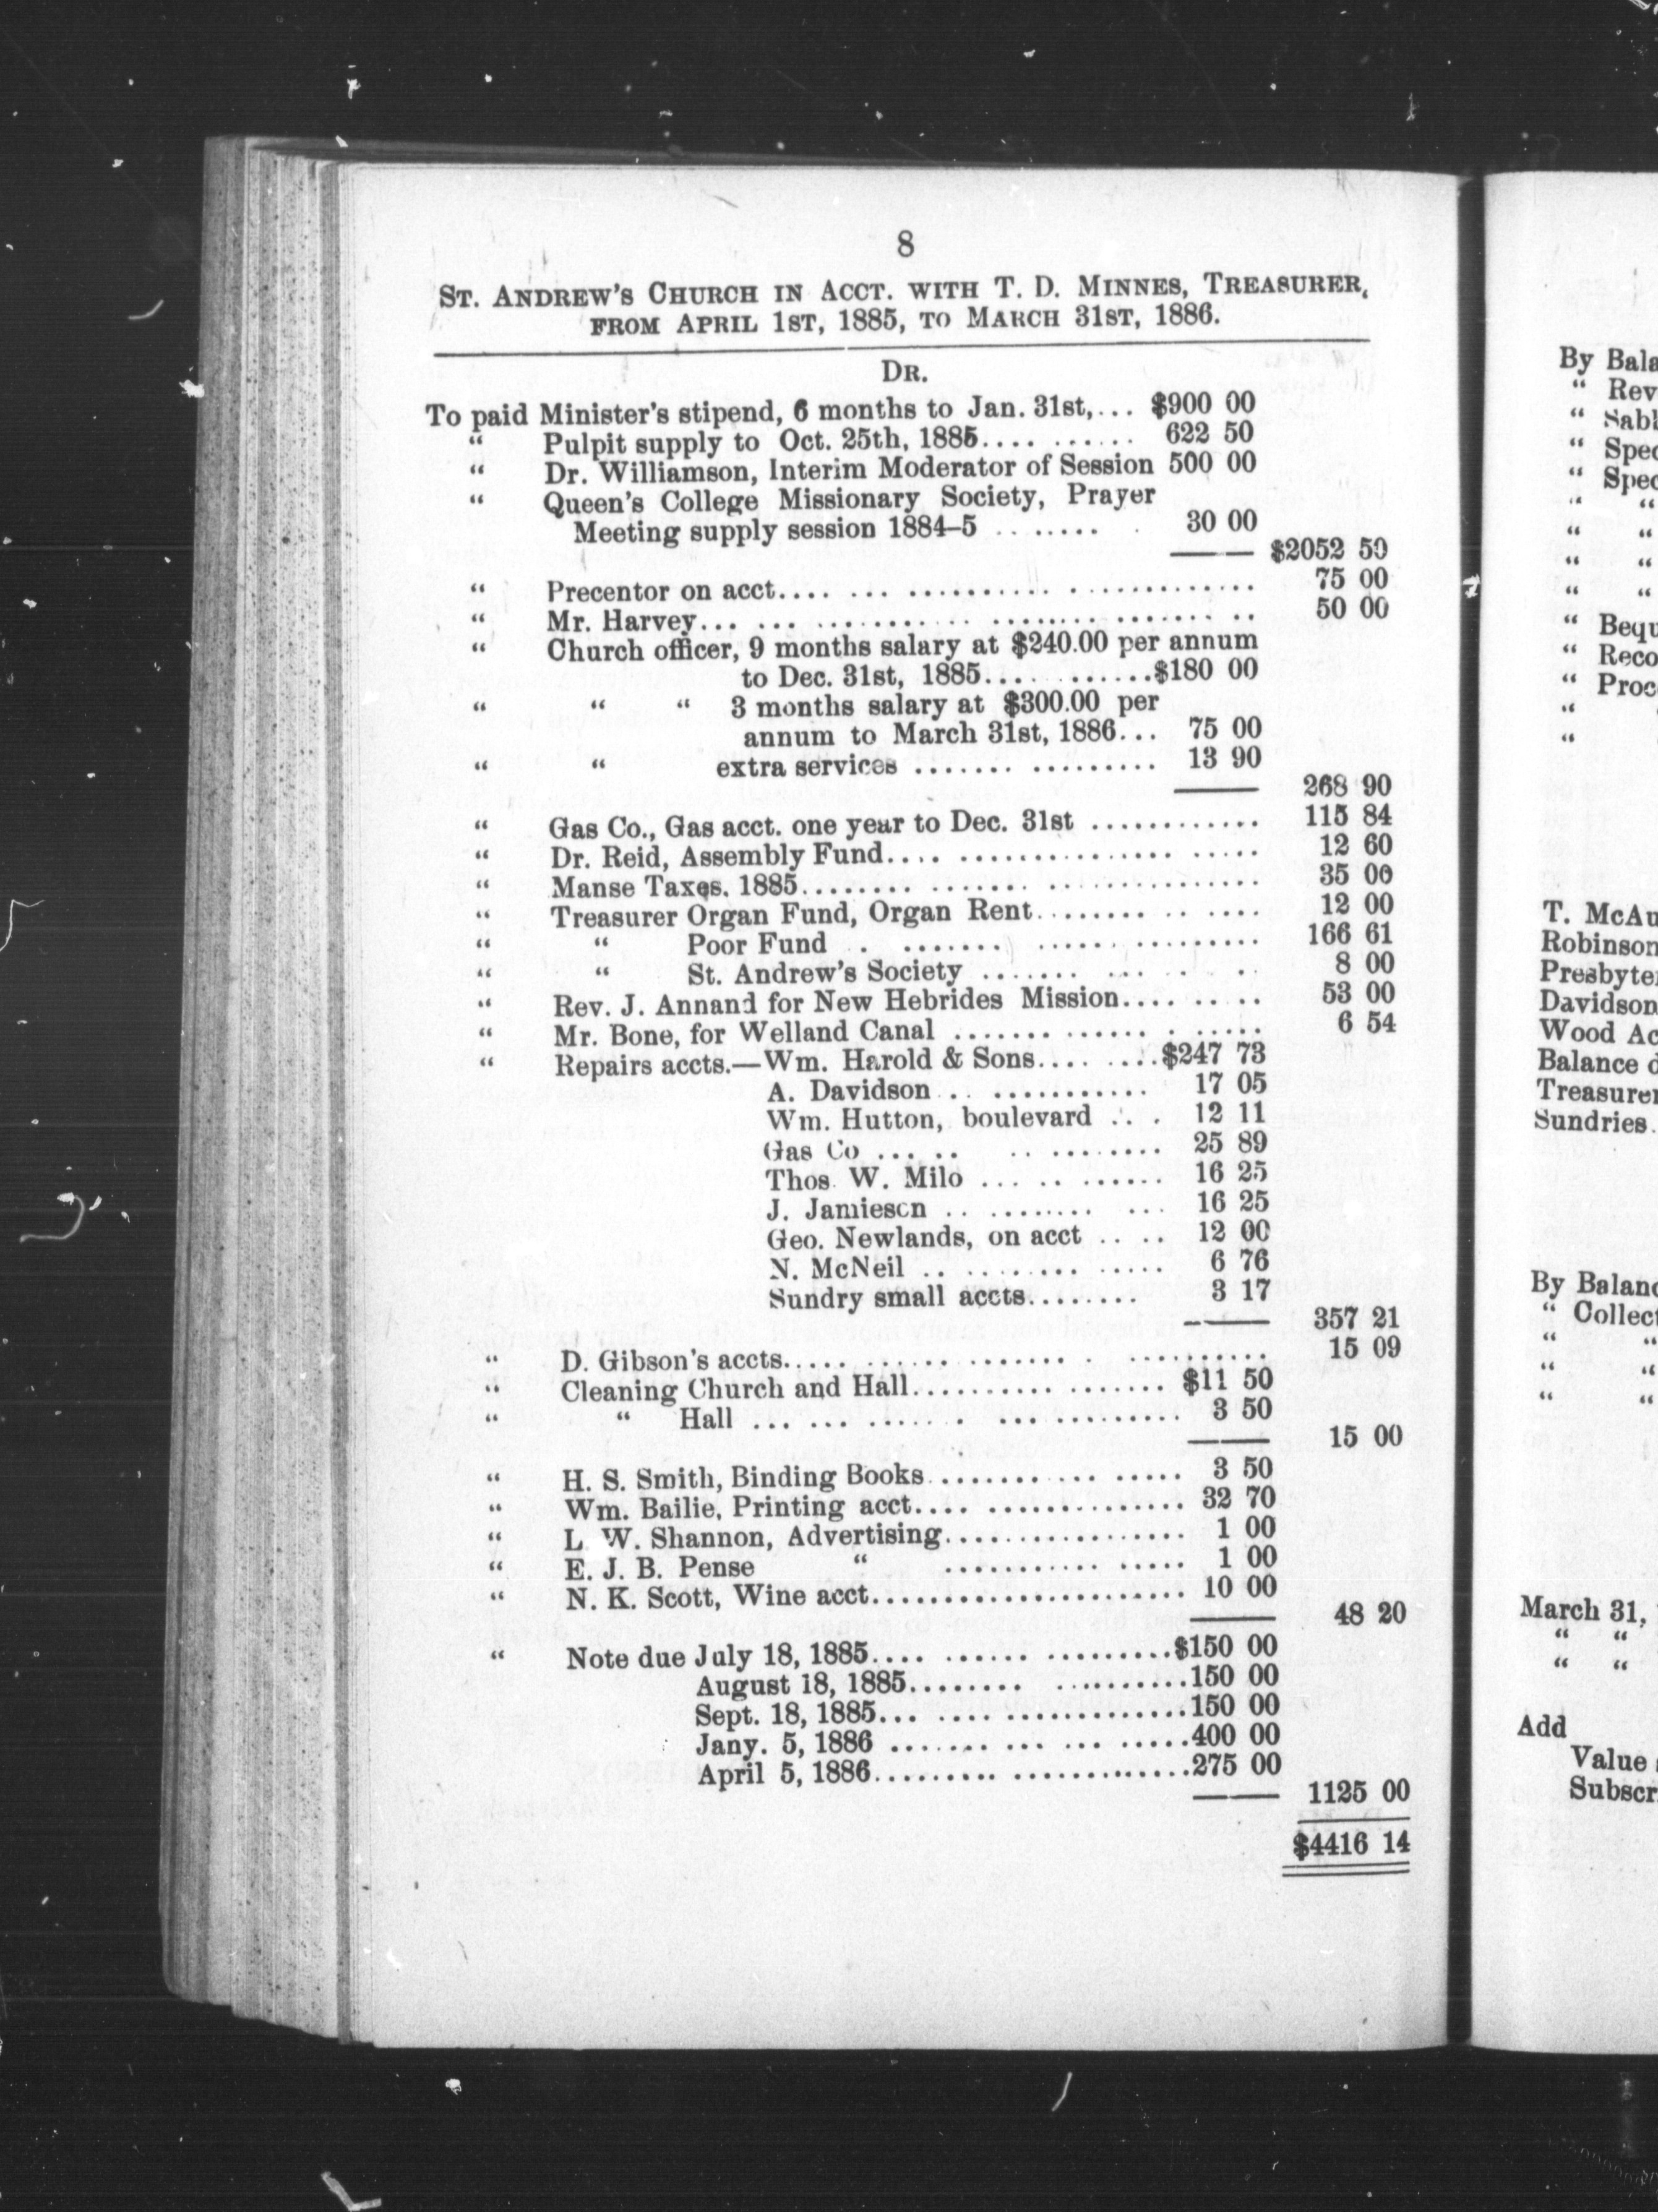 8
ST. ANDREW'S CHURCH IN ACCT. WITH T. D. MINNES, TREASURER,
FROM APRIL 1ST, 1885, TO MARCH 31ST, 1886.
DR.
To paid Minister's stipend, 6 months to Jan. 31st,... $900 00
“ Pulpit supply to Oct. 25th, 1885.... ...... 622 50
“ Dr. Williamson, Interim Moderator of Session 500 00
“ Queen's College Missionary Society, Prayer
Meeting supply session 1884-5 ........ . 30 00
$2052 50
“ Precentor on acct.... ... .......... . ............. 75 00
“ Mr. Harvey... ... ........... ....... ....... .. 50 00
“ Church officer, 9 months salary at $240.00 per annum
to Dec. 31st, 1885... . .......$180 00
“ “ “ 3 months salary at $300.00 per
annum to March 31st, 1886... 75 00
“ “ extra services ....... ......... 13 90
268 90
“ Gas Co., Gas acct. one year to Dec. 31st ............ 115 84
“ Dr. Reid, Assembly Fund.... ............... ..... 12 60
“ Manse Taxes. 1885........ ....... ............... 35 00
“ Treasurer Organ Fund, Organ Rent......... .. .... 12 00
“ “ Poor Fund . ....... ...... ......... 166 61
“ “ St. Andrew's Society ....... ... . . .. 8 00
“ Rev. J. Annand for New Hebrides Mission.... .. .. 53 00
“ Mr. Bone, for Welland Canal ....... ...... . ..... 6 54
“ Repairs accts.—Wm. Harold & Sons.... ....$247 73
A. Davidson... ........... 17 05
Wm. Hutton, boulevard ... . 12 11
Gas Co ... .. .. ........ 25 89
Thos. W. Milo ... .. ...... 16 25
J. Jamieson .. ........ ... 16 25
Geo. Newlands, on acct .. .. 12 00
N. McNeil .. ........ ..... 6 76
Sundry small accts........ 3 17
357 21
“ D. Gibson's accts..... ...... ....... . .......... 15 09
“ Cleaning Church and Hall.......... ....... $11 50
“ “ Hall ... ... ...... . ... ......... 3 50
15 00
“ H. S. Smith, Binding Books........ ... ..... 3 50
“ Wm. Bailie, Printing acct.... .............. 32 70
“ L. W. Shannon, Advertising................. 1 00
“ E. J. B. Pense “ ........... ..... 1 00
“ N. K. Scott, Wine acct...................... 10 00
48 20
“ Note due July 18, 1885.... ...... .........$150 00
August 18, 1885........ ..........150 00
Sept. 18, 1885... .... .............150 00
Jany. 5, 1886 ....... ... ... .....400 00
April 5, 1886......... .............275 00
1125 00
$4416 14
By
“ Rev
“
“
“
“ “
“ “
“ “
“ “
“
“
“
“
“
T.
Robinson
Davidson
Wood
Balance
Sundries.
By
“
“ “
“ “
“ “
March 31,
“ “
“ “
Add
Value